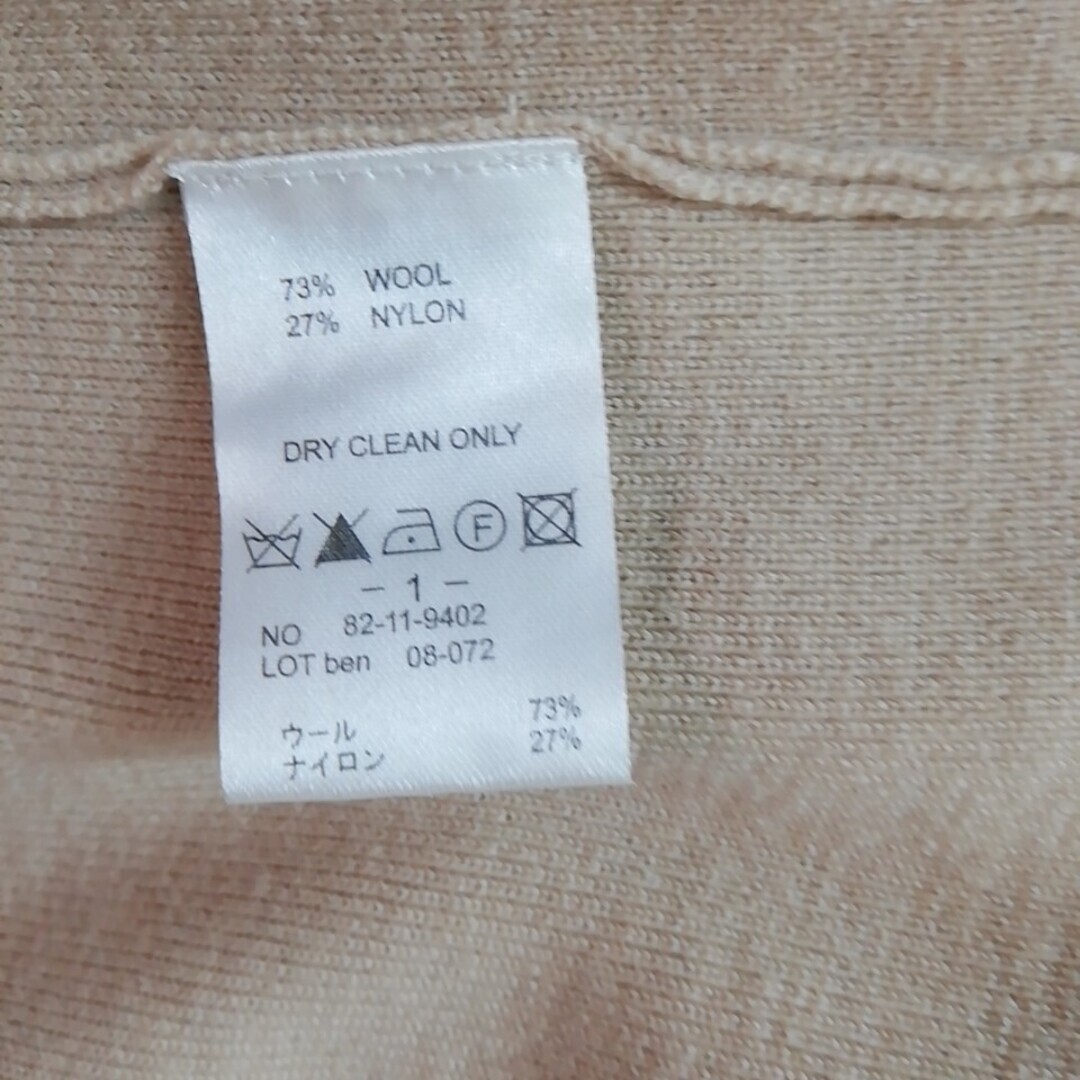 73% WOOL
27% NYLON
DRY CLEAN ONLY
F
- 1 -
NO 82-11-9402
LOT ben 08-072
ウール 73%
ナイロン 27%